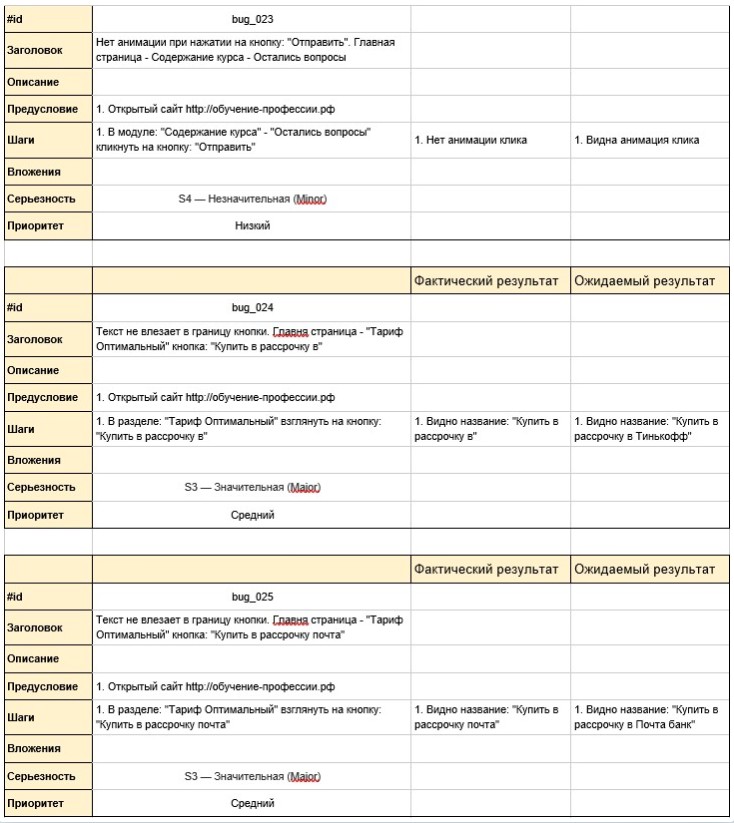 #id bug_023
Заголовок Нет анимации при нажатии на кнопку: "Отправить". Главная
страница - Содержание курса - Остались вопросы
Описание
Предусловие 1. Открытый сайт http://обучение-профессии.рф
Шаги 1. В модуле: "Содержание курса" - "Остались вопросы" 1. Нет анимации клика 1. Видна анимация клика
кликнуть на кнопку: "Отправить"
Вложения
Серьезность S4 — Незначительная (Minor)
Приоритет Низкий
Фактический результат Ожидаемый результат
#id bug_024
Заголовок Текст не влезает в границу кнопки. Главня страница - "Тариф
Оптимальный" кнопка: "Купить в рассрочку в"
Описание
Предусловие 1. Открытый сайт http://обучение-профессии.рф
Шаги 1. В разделе: "Тариф Оптимальный" взглянуть на кнопку: 1. Видно название: "Купить в 1. Видно название: "Купить в
"Купить в рассрочку в" рассрочку в" рассрочку в Тинькофф"
Вложения
Серьезность S3 — Значительная (Major)
Приоритет Средний
Фактический результат Ожидаемый результат
#id bug_025
Заголовок Текст не влезает в границу кнопки. Главня страница - "Тариф
Оптимальный" кнопка: "Купить в рассрочку почта"
Описание
Предусловие 1. Открытый сайт http://обучение-профессии.рф
Шаги 1. В разделе: "Тариф Оптимальный" взглянуть на кнопку: 1. Видно название: "Купить в 1. Видно название: "Купить в
"Купить в рассрочку почта" рассрочку почта" рассрочку в Почта банк"
Вложения
Серьезность S3 — Значительная (Major)
Приоритет Средний